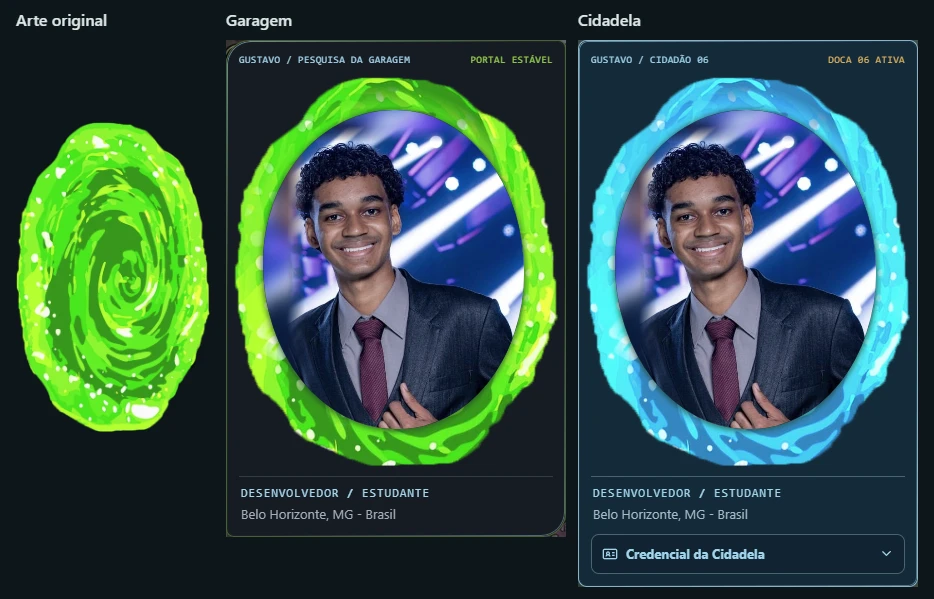 Arte original
Garagem
GUSTAVO / PESQUISA DA GARAGEM
PORTAL ESTÁVEL
DESENVOLVEDOR / ESTUDANTE
Belo Horizonte, MG - Brasil
Cidadela
GUSTAVO / CIDADÃO 06
DOCA 06 ATIVA
DESENVOLVEDOR / ESTUDANTE
Belo Horizonte, MG - Brasil
Credencial da Cidadela